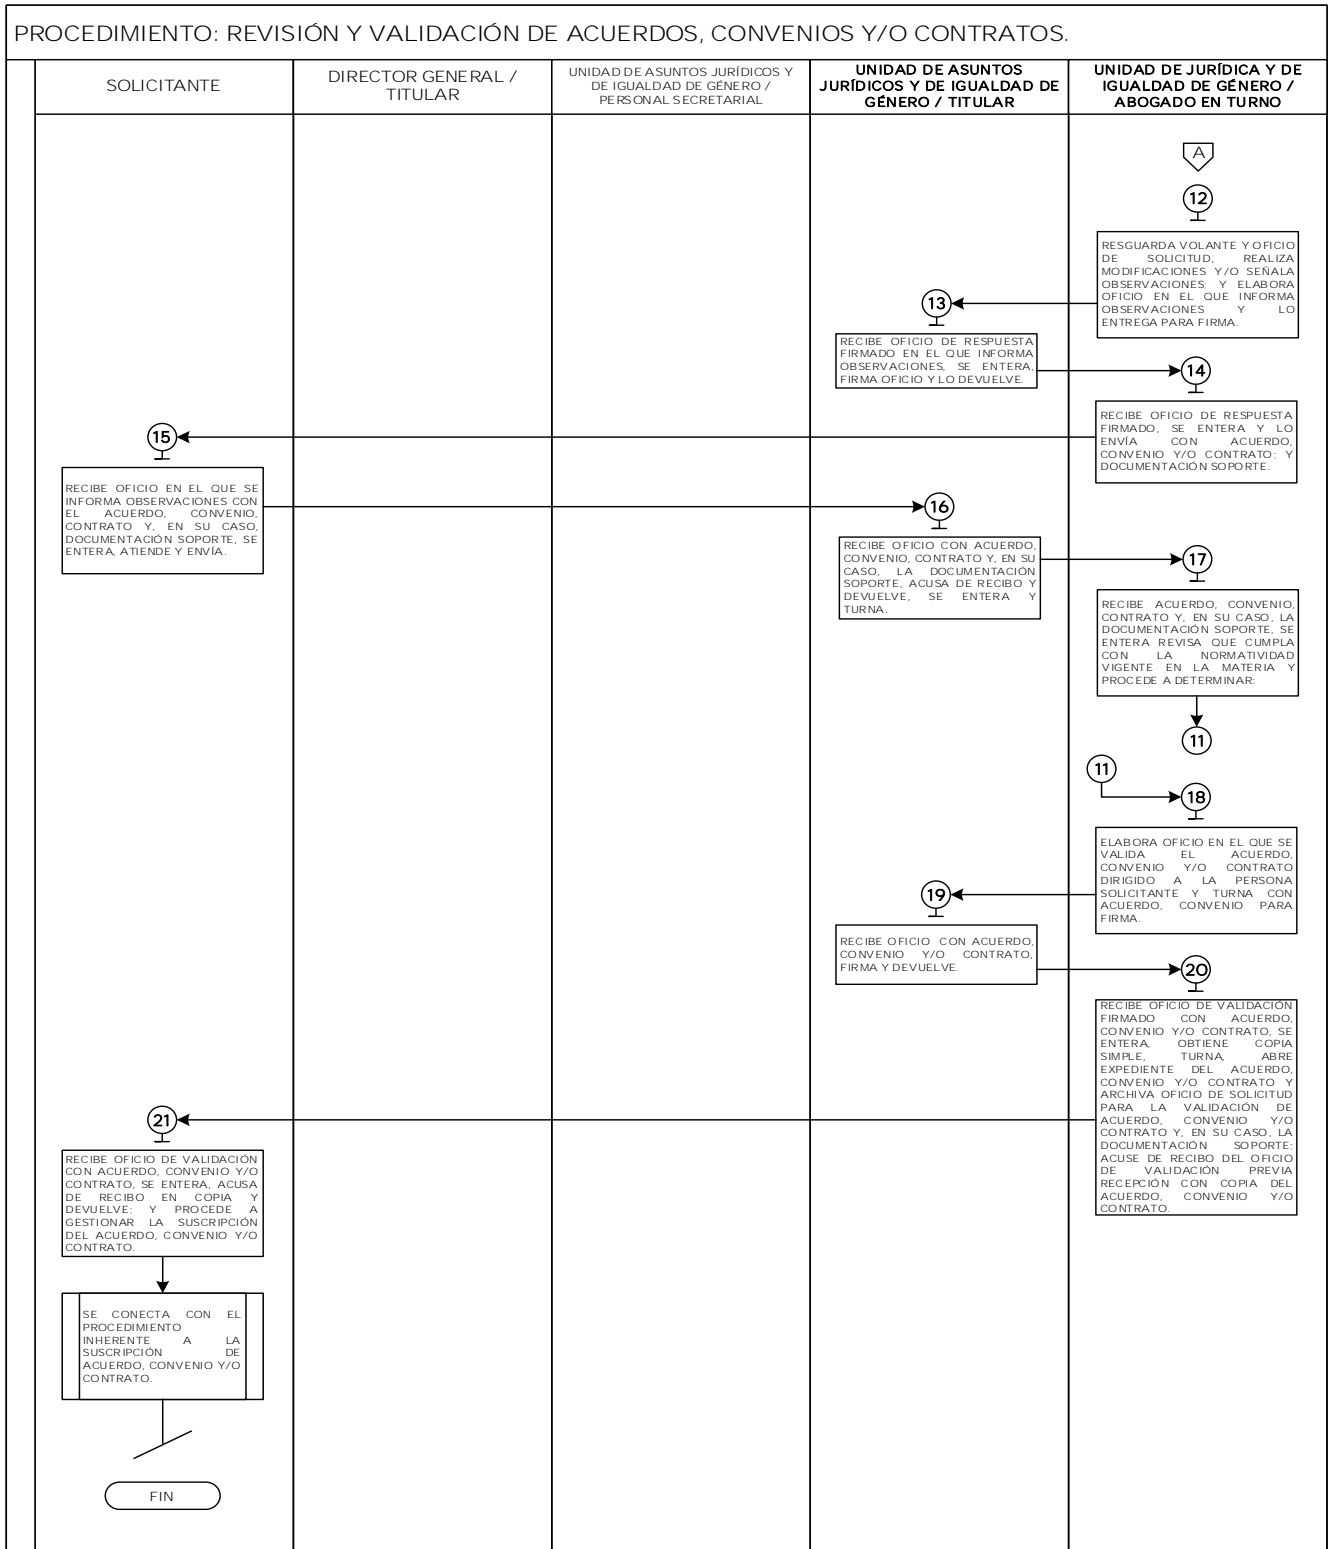 PROCEDIMIENTO: REVISIÓN Y VALIDACIÓN DE ACUERDOS, CONVENIOS Y/O CONTRATOS.
SOLICITANTE
DIRECTOR GENERAL /
TITULAR
UNIDAD DE ASUNTOS JURÍDICOS Y
DE IGUALDAD DE GÉNERO /
PERSONAL SECRETARIAL
UNIDAD DE ASUNTOS
JURÍDICOS Y DE IGUALDAD DE
GÉNERO / TITULAR
UNIDAD DE JURÍDICA Y DE
IGUALDAD DE GÉNERO /
ABOGADO EN TURNO
A
12
RESGUARDA VOLANTE Y OFICIO
DE SOLICITUD, REALIZA
MODIFICACIONES Y/O SEÑALA
OBSERVACIONES; Y ELABORA
OFICIO EN EL QUE INFORMA
OBSERVACIONES Y LO
ENTREGA PARA FIRMA.
13
RECIBE OFICIO DE RESPUESTA
FIRMADO EN EL QUE INFORMA
OBSERVACIONES, SE ENTERA,
FIRMA OFICIO Y LO DEVUELVE.
14
RECIBE OFICIO DE RESPUESTA
FIRMADO, SE ENTERA Y LO
ENVÍA CON ACUERDO,
CONVENIO Y/O CONTRATO; Y
DOCUMENTACIÓN SOPORTE.
15
RECIBE OFICIO EN EL QUE SE
INFORMA OBSERVACIONES CON
EL ACUERDO, CONVENIO,
CONTRATO Y, EN SU CASO,
DOCUMENTACIÓN SOPORTE, SE
ENTERA, ATIENDE Y ENVÍA.
16
RECIBE OFICIO CON ACUERDO,
CONVENIO, CONTRATO Y, EN SU
CASO, LA DOCUMENTACIÓN
SOPORTE, ACUSA DE RECIBO Y
DEVUELVE, SE ENTERA Y
TURNA.
17
RECIBE ACUERDO, CONVENIO,
CONTRATO Y, EN SU CASO, LA
DOCUMENTACIÓN SOPORTE, SE
ENTERA REVISA QUE CUMPLA
CON LA NORMATIVIDAD
VIGENTE EN LA MATERIA Y
PROCEDE A DETERMINAR:
11
11
18
ELABORA OFICIO EN EL QUE SE
VALIDA EL ACUERDO,
CONVENIO Y/O CONTRATO
DIRIGIDO A LA PERSONA
SOLICITANTE Y TURNA CON
ACUERDO, CONVENIO PARA
FIRMA.
19
RECIBE OFICIO CON ACUERDO,
CONVENIO Y/O CONTRATO,
FIRMA Y DEVUELVE.
20
RECIBE OFICIO DE VALIDACIÓN
FIRMADO CON ACUERDO,
CONVENIO Y/O CONTRATO, SE
ENTERA, OBTIENE COPIA
SIMPLE, TURNA, ABRE
EXPEDIENTE DEL ACUERDO,
CONVENIO Y/O CONTRATO Y
ARCHIVA OFICIO DE SOLICITUD
PARA LA VALIDACIÓN DE
ACUERDO, CONVENIO Y/O
CONTRATO Y, EN SU CASO, LA
DOCUMENTACIÓN SOPORTE;
ACUSE DE RECIBO DEL OFICIO
DE VALIDACIÓN PREVIA
RECEPCIÓN CON COPIA DEL
ACUERDO, CONVENIO Y/O
CONTRATO.
21
RECIBE OFICIO DE VALIDACIÓN
CON ACUERDO, CONVENIO Y/O
CONTRATO, SE ENTERA, ACUSA
DE RECIBO EN COPIA Y
DEVUELVE; Y PROCEDE A
GESTIONAR LA SUSCRIPCIÓN
DEL ACUERDO, CONVENIO Y/O
CONTRATO.
SE CONECTA CON EL
PROCEDIMIENTO
INHERENTE A LA
SUSCRIPCIÓN DE
ACUERDO, CONVENIO Y/O
CONTRATO.
FIN